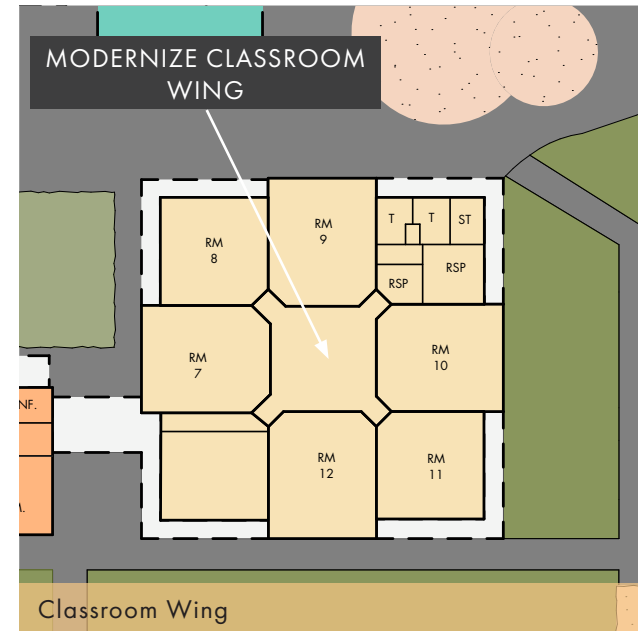 MODERNIZE CLASSROOM
WING
T
T
ST
RM
9
RM
8
RSP
RSP
RM
7
RM
10
NF.
RM
12
RM
11
Classroom Wing